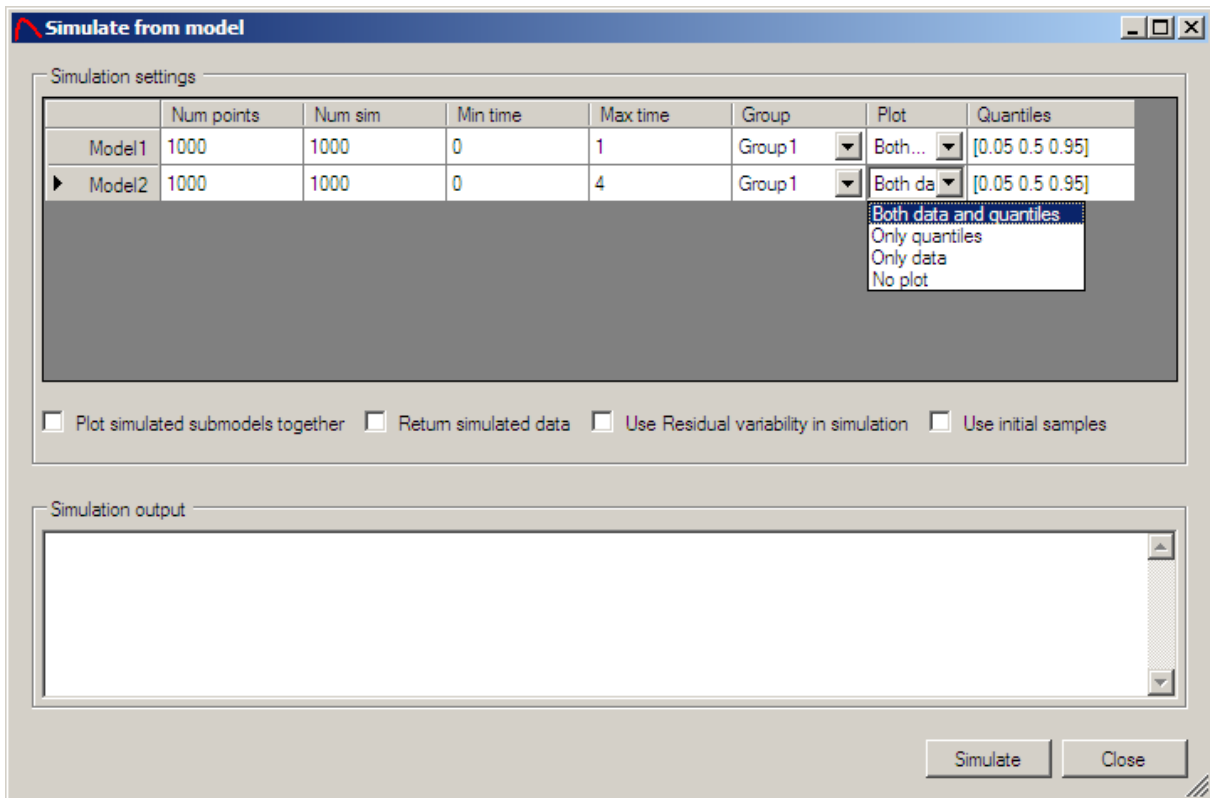 Simulate from model
Simulation settings
Num points Num sim Min time Max time Group Plot Quantiles
Model1 1000 1000 0 1 Group1 Both... [0.05 0.5 0.95]
Model2 1000 1000 0 4 Group1 Both da [0.05 0.5 0.95]
Both data and quantiles
Only quantiles
Only data
No plot
Plot simulated submodels together Return simulated data Use Residual variability in simulation Use initial samples
Simulation output
Simulate Close